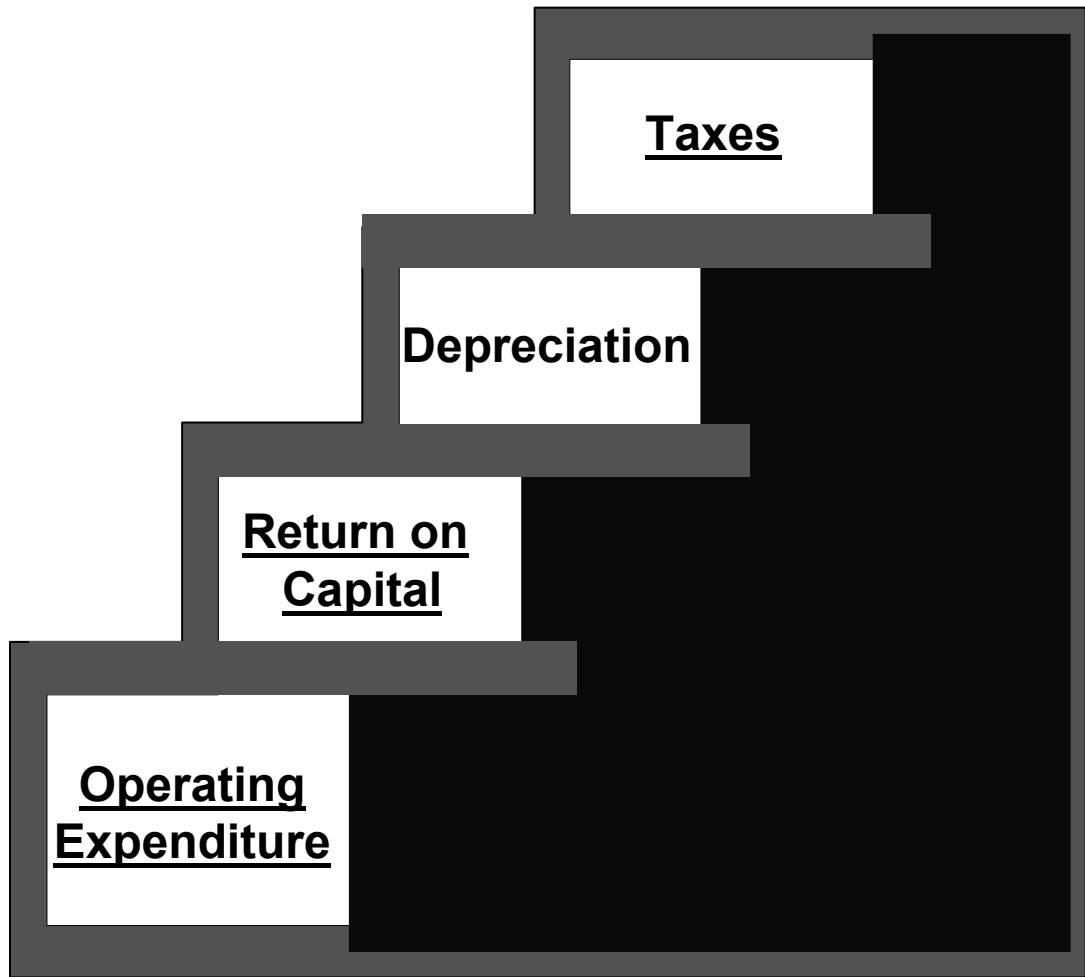 Taxes
Depreciation
Return on
Capital
Operating
Expenditure